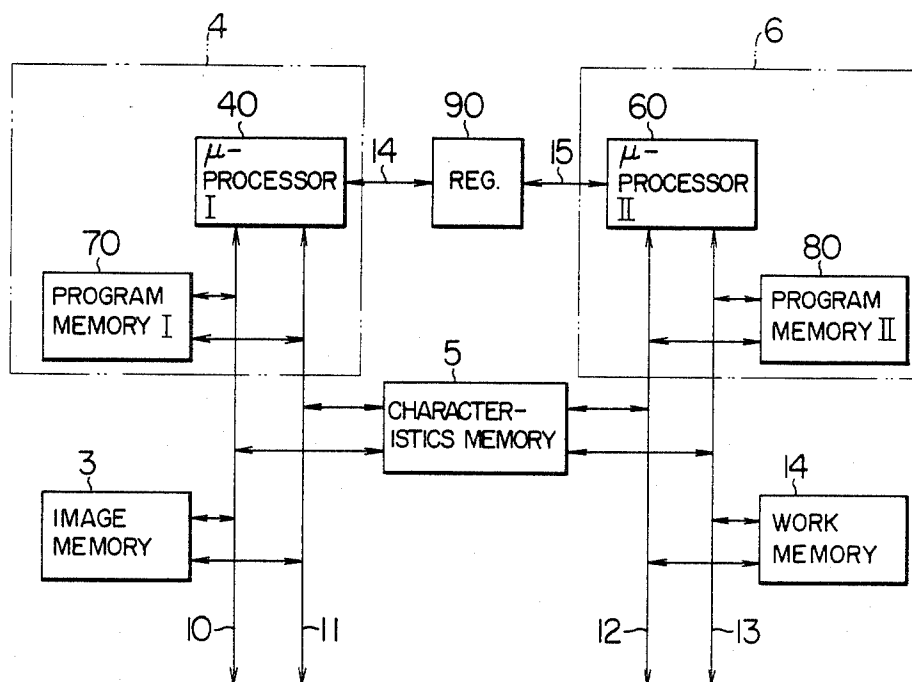 4
6
40
μ-
PROCESSOR
I
14
90
REG.
15
60
μ-
PROCESSOR
II
70
PROGRAM
MEMORY I
80
PROGRAM
MEMORY II
5
CHARACTER-
ISTICS MEMORY
3
IMAGE
MEMORY
14
WORK
MEMORY
10
11
12
13